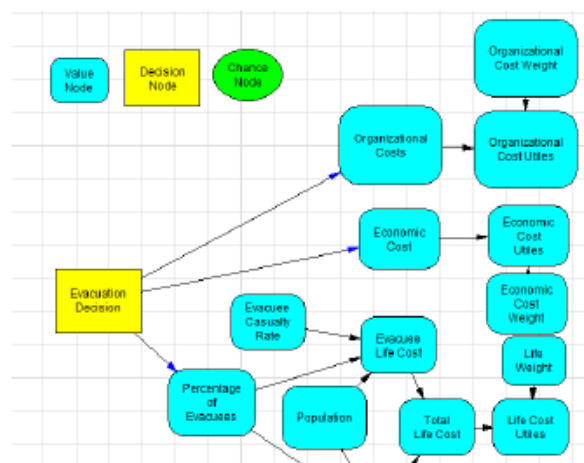 Value
Node
Decision
Node
Chance
Node
Organizational
Cost Weight
Organizational
Costs
Organizational
Cost Utiles
Economic
Cost
Economic
Cost
Utiles
Evacuation
Decision
Economic
Cost
Weight
Evacuee
Casualty
Rate
Evacuee
Life Cost
Life
Weight
Percentage
of
Evacuees
Population
Total
Life Cost
Life Cost
Utiles